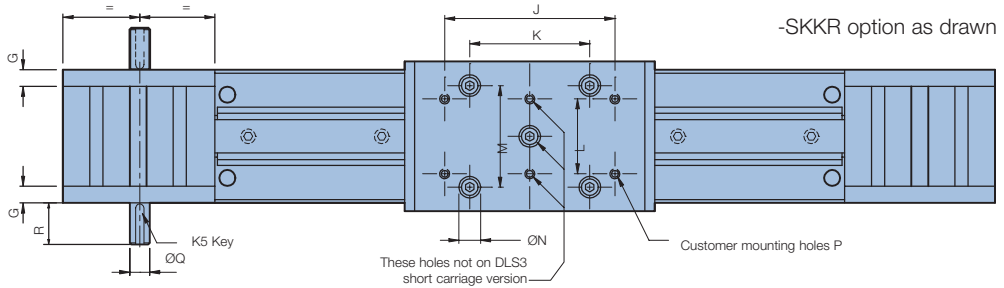 -SKKR option as drawn
=
=
J
K
G
M
L
G
R
K5 Key
ØQ
ØN
These holes not on DLS3
short carriage version
Customer mounting holes P